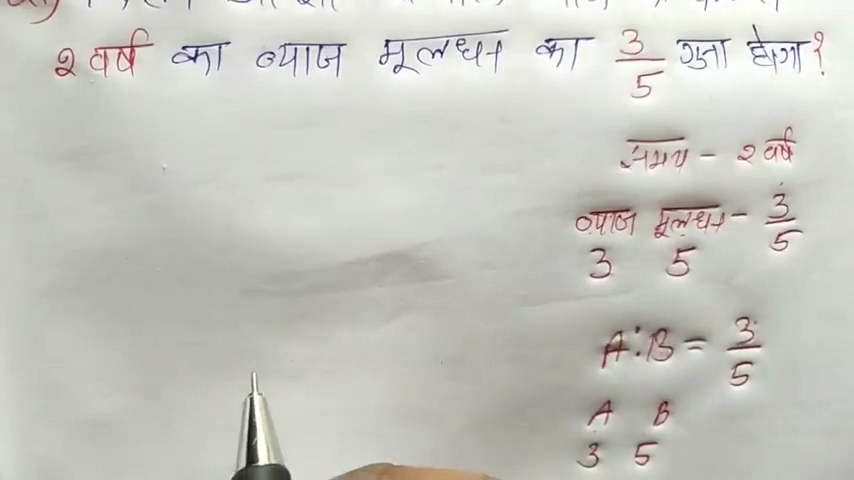 2 वर्ष का ब्याज मूलधन का 3/5 गुना होगा?
समय - 2 वर्ष
ब्याज मूलधन - 3/5
3 5
A:B = 3/5
A B
3 5